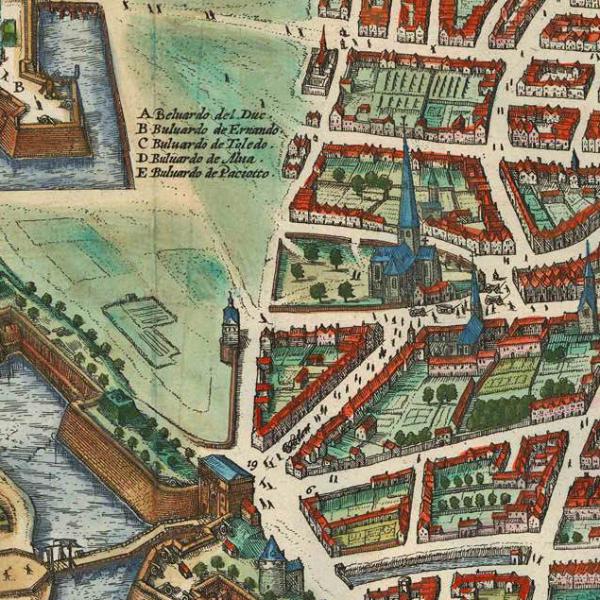 B
A Beluardo del Duc.
B Buluardo de Ernando.
C Buluardo de Toledo.
D Buluardo de Alua
E Buluardo de Paciotto.
19
6